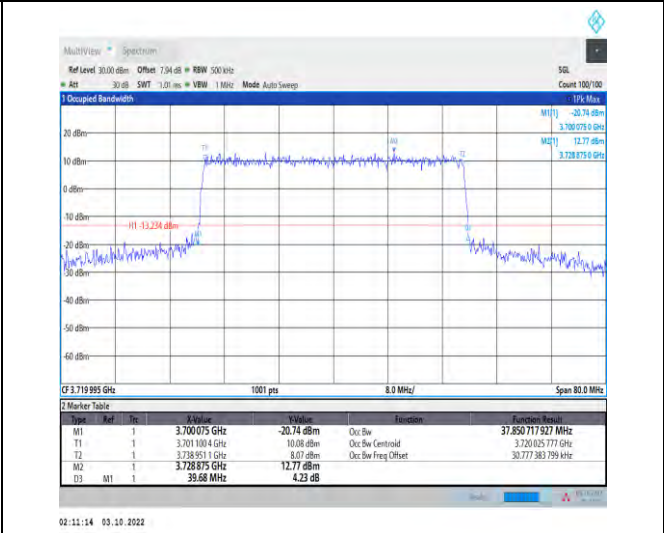 MultiView Spectrum
Ref Level 30.00 dBm Offset 7.94 dB RBW 500 kHz SGL
Att 30 dB SWT 1.01 ms VBW 1 MHz Mode Auto Sweep Count 100/100
1 Occupied Bandwidth 1Pk Max
M1[1] -20.74 dBm
3.700 075 0 GHz
M2[1] 12.77 dBm
3.728 875 0 GHz
20 dBm
T1 M2 T2
10 dBm
0 dBm
-10 dBm
H1 -13.234 dBm
M1 D3
-20 dBm
-30 dBm
-40 dBm
-50 dBm
-60 dBm
CF 3.719 995 GHz 1001 pts 8.0 MHz/ Span 80.0 MHz
2 Marker Table
Type Ref Trc X-Value Y-Value Function Function Result
M1 1 3.700 075 GHz -20.74 dBm Occ Bw 37.850 717 927 MHz
T1 1 3.701 100 4 GHz 10.08 dBm Occ Bw Centroid 3.720 025 777 GHz
T2 1 3.738 951 1 GHz 8.07 dBm Occ Bw Freq Offset 30.777 383 799 kHz
M2 1 3.728 875 GHz 12.77 dBm
D3 M1 1 39.68 MHz 4.23 dB
02:11:14 03.10.2022